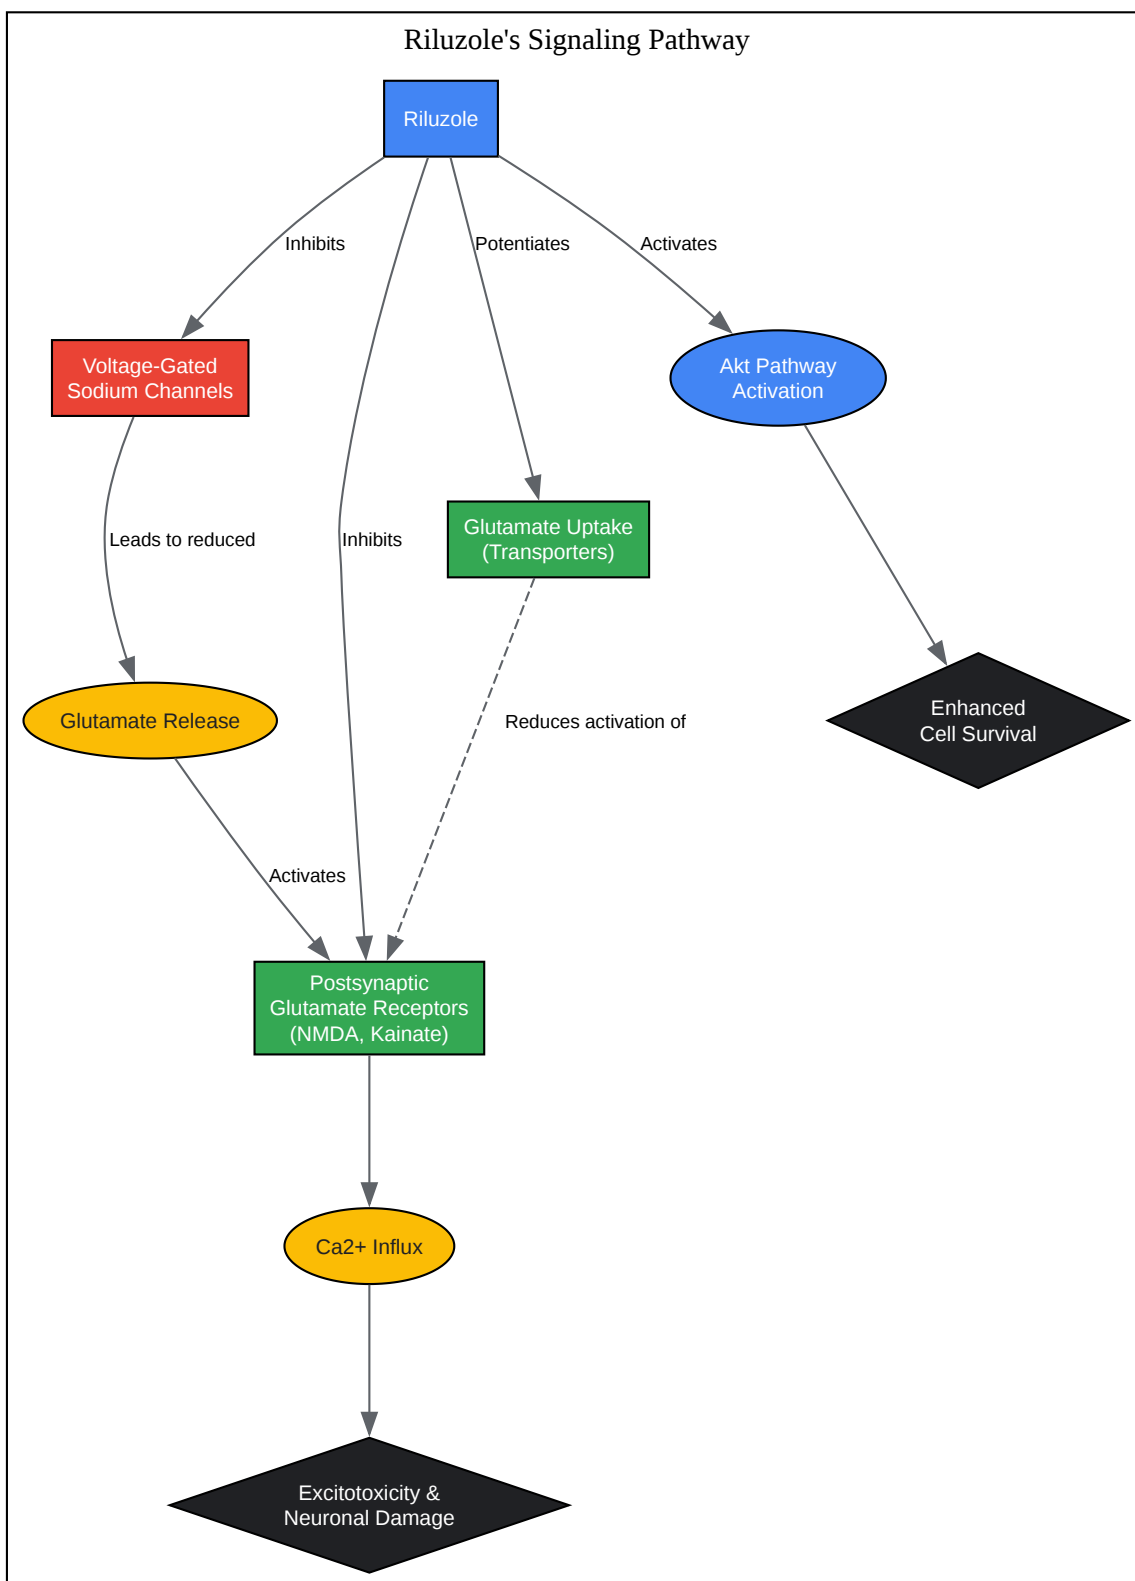 Riluzole's Signaling Pathway
Riluzole
Inhibits
Potentiates
Activates
Voltage-Gated
Sodium Channels
Akt Pathway
Activation
Leads to reduced
Inhibits
Glutamate Uptake
(Transporters)
Glutamate Release
Reduces activation of
Enhanced
Cell Survival
Activates
Postsynaptic
Glutamate Receptors
(NMDA, Kainate)
Ca2+ Influx
Excitotoxicity &
Neuronal Damage